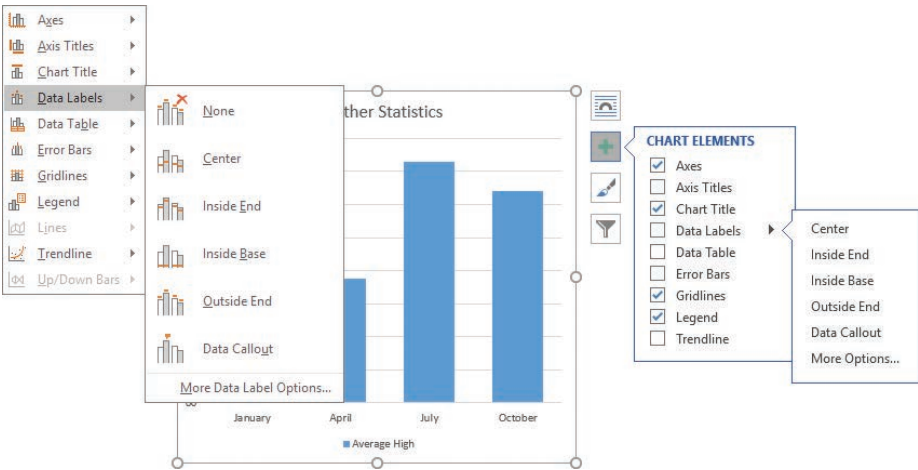 Axes
Axis Titles
Chart Title
Data Labels
Data Table
Error Bars
Gridlines
Legend
Lines
Trendline
Up/Down Bars
None
Center
Inside End
Inside Base
Outside End
Data Callout
More Data Label Options...
ther Statistics
January April July October
Average High
CHART ELEMENTS
Axes
Axis Titles
Chart Title
Data Labels
Data Table
Error Bars
Gridlines
Legend
Trendline
Center
Inside End
Inside Base
Outside End
Data Callout
More Options...